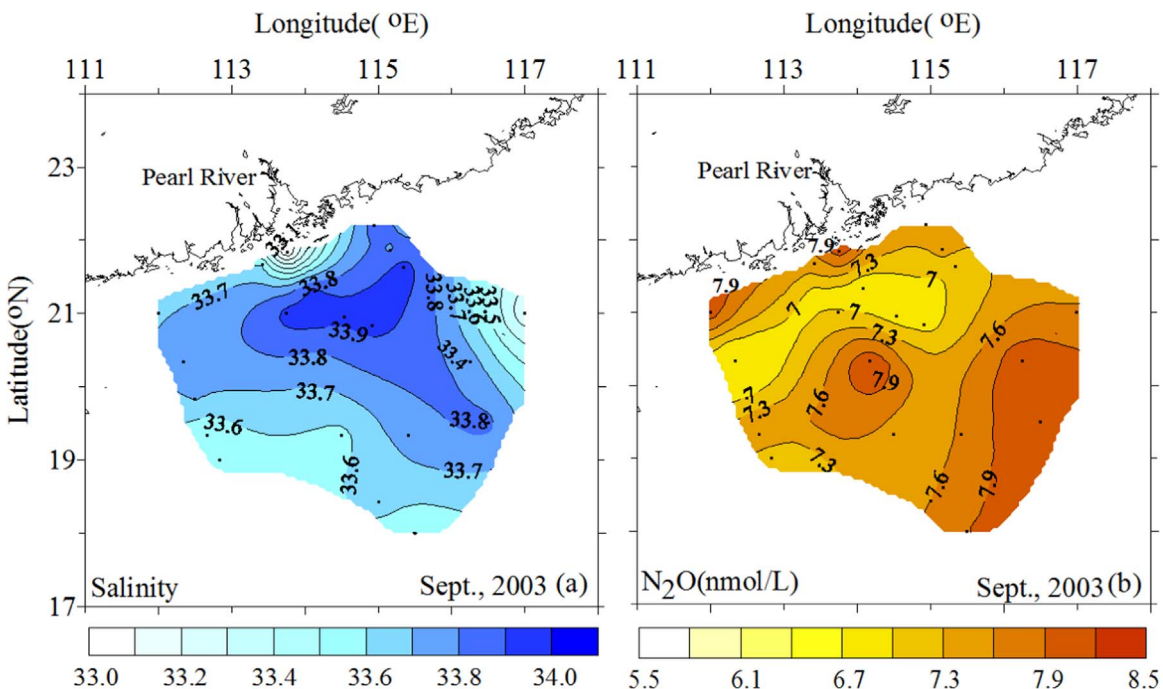 Longitude( ºE)
Longitude( ºE)
111 113 115 117
111 113 115 117
Latitude(ºN)
23
21
19
17
Pearl River
33.1
33.8
33.7
33.9
33.8
33.7
33.6
33.5
33.4
33.8
33.7
33.8
33.6
33.6
33.7
Salinity
Sept., 2003 (a)
33.0 33.2 33.4 33.6 33.8 34.0
Pearl River
7.9
7.3
7.9
7
7
7
7.3
7.6
7.9
7.6
7
7.3
7.3
7.6
7.9
N₂O(nmol/L)
Sept., 2003 (b)
5.5 6.1 6.7 7.3 7.9 8.5